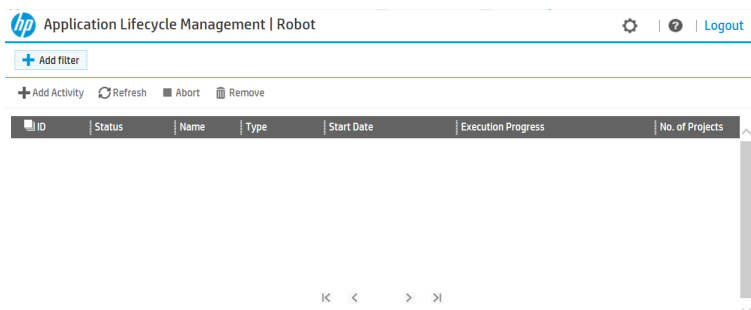 hp Application Lifecycle Management | Robot | Logout
Add filter
Add Activity Refresh Abort Remove
ID Status Name Type Start Date Execution Progress No. of Projects